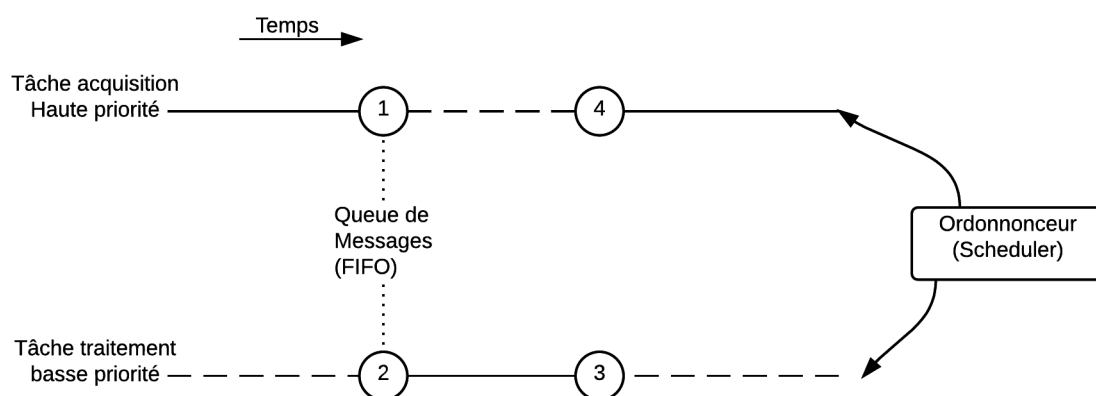 Temps
Tâche acquisition
Haute priorité
1
4
Queue de
Messages
(FIFO)
Ordonnonceur
(Scheduler)
Tâche traitement
basse priorité
2
3